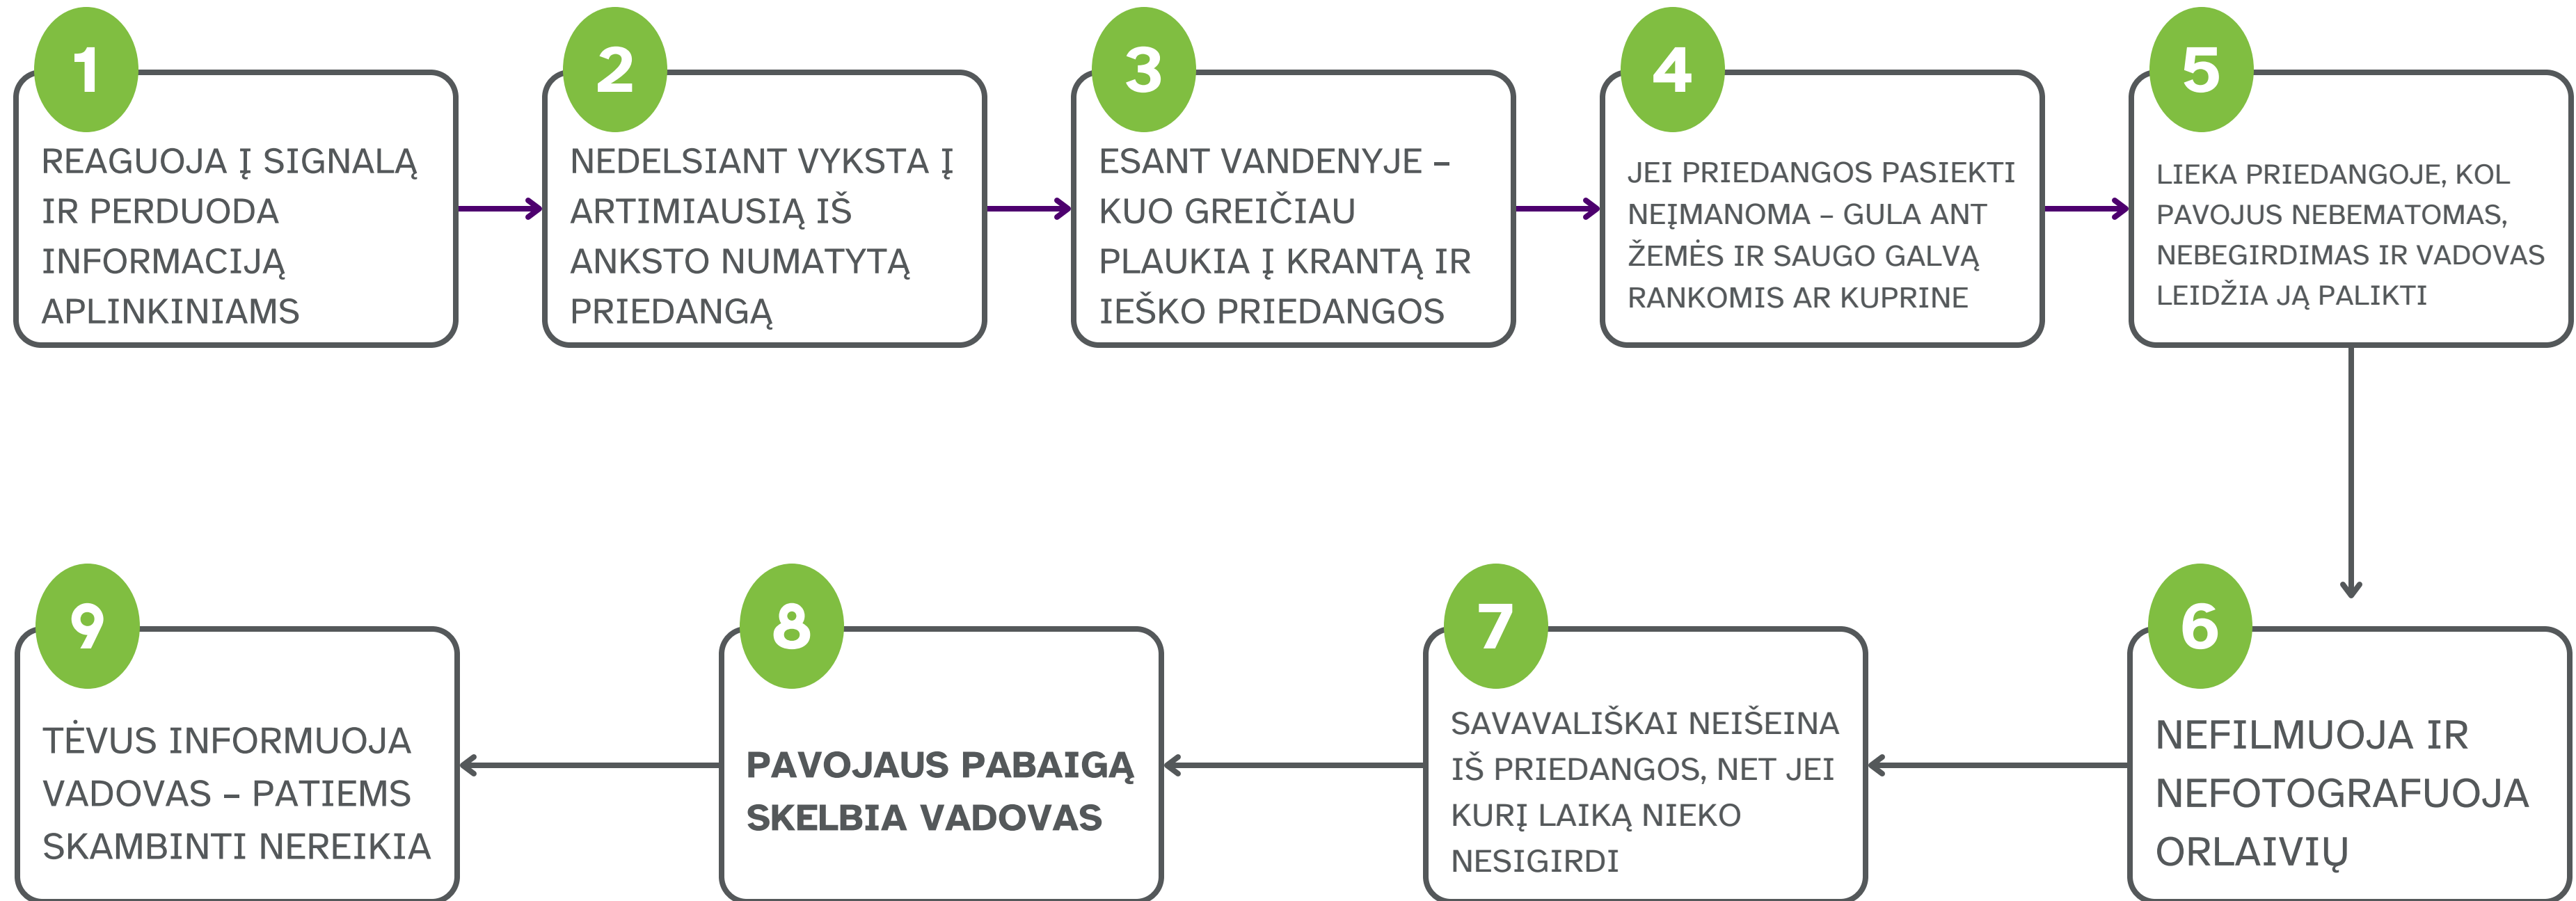 1
REAGUOJA Į SIGNALĄ
IR PERDUODA
INFORMACIJĄ
APLINKINIAMS
2
NEDELSIANT VYKSTA Į
ARTIMIAUSIĄ IŠ
ANKSTO NUMATYTĄ
PRIEDANGĄ
3
ESANT VANDENYJE –
KUO GREIČIAU
PLAUKIA Į KRANTĄ IR
IEŠKO PRIEDANGOS
4
JEI PRIEDANGOS PASIEKTI
NEĮMANOMA – GULA ANT
ŽEMĖS IR SAUGO GALVĄ
RANKOMIS AR KUPRINE
5
LIEKA PRIEDANGOJE, KOL
PAVOJUS NEBEMATOMAS,
NEBEGIRDIMAS IR VADOVAS
LEIDŽIA JĄ PALIKTI
6
NEFILMUOJA IR
NEFOTOGRAFUOJA
ORLAIVIŲ
7
SAVAVALIŠKAI NEIŠEINA
IŠ PRIEDANGOS, NET JEI
KURĮ LAIKĄ NIEKO
NESIGIRDI
8
PAVOJAUS PABAIGĄ
SKELBIA VADOVAS
9
TĖVUS INFORMUOJA
VADOVAS – PATIEMS
SKAMBINTI NEREIKIA